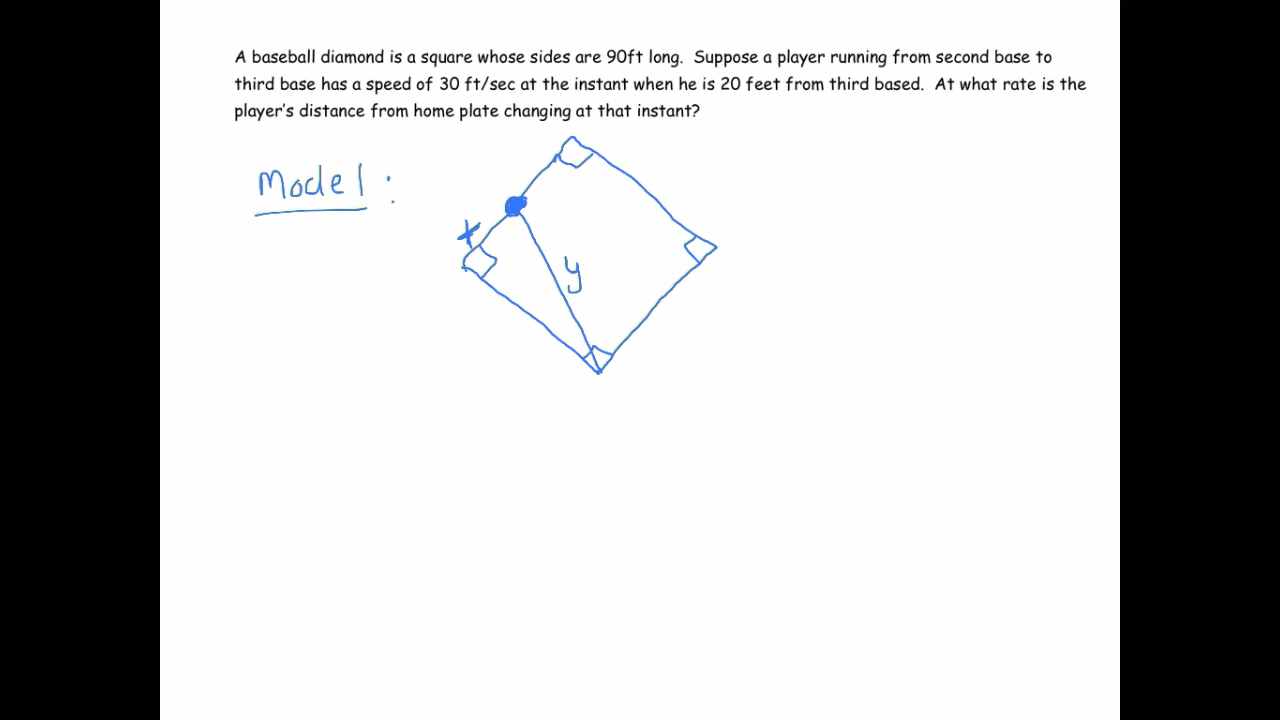 A baseball diamond is a square whose sides are 90ft long. Suppose a player running from second base to
third base has a speed of 30 ft/sec at the instant when he is 20 feet from third based. At what rate is the
player's distance from home plate changing at that instant?
Model:
x
y